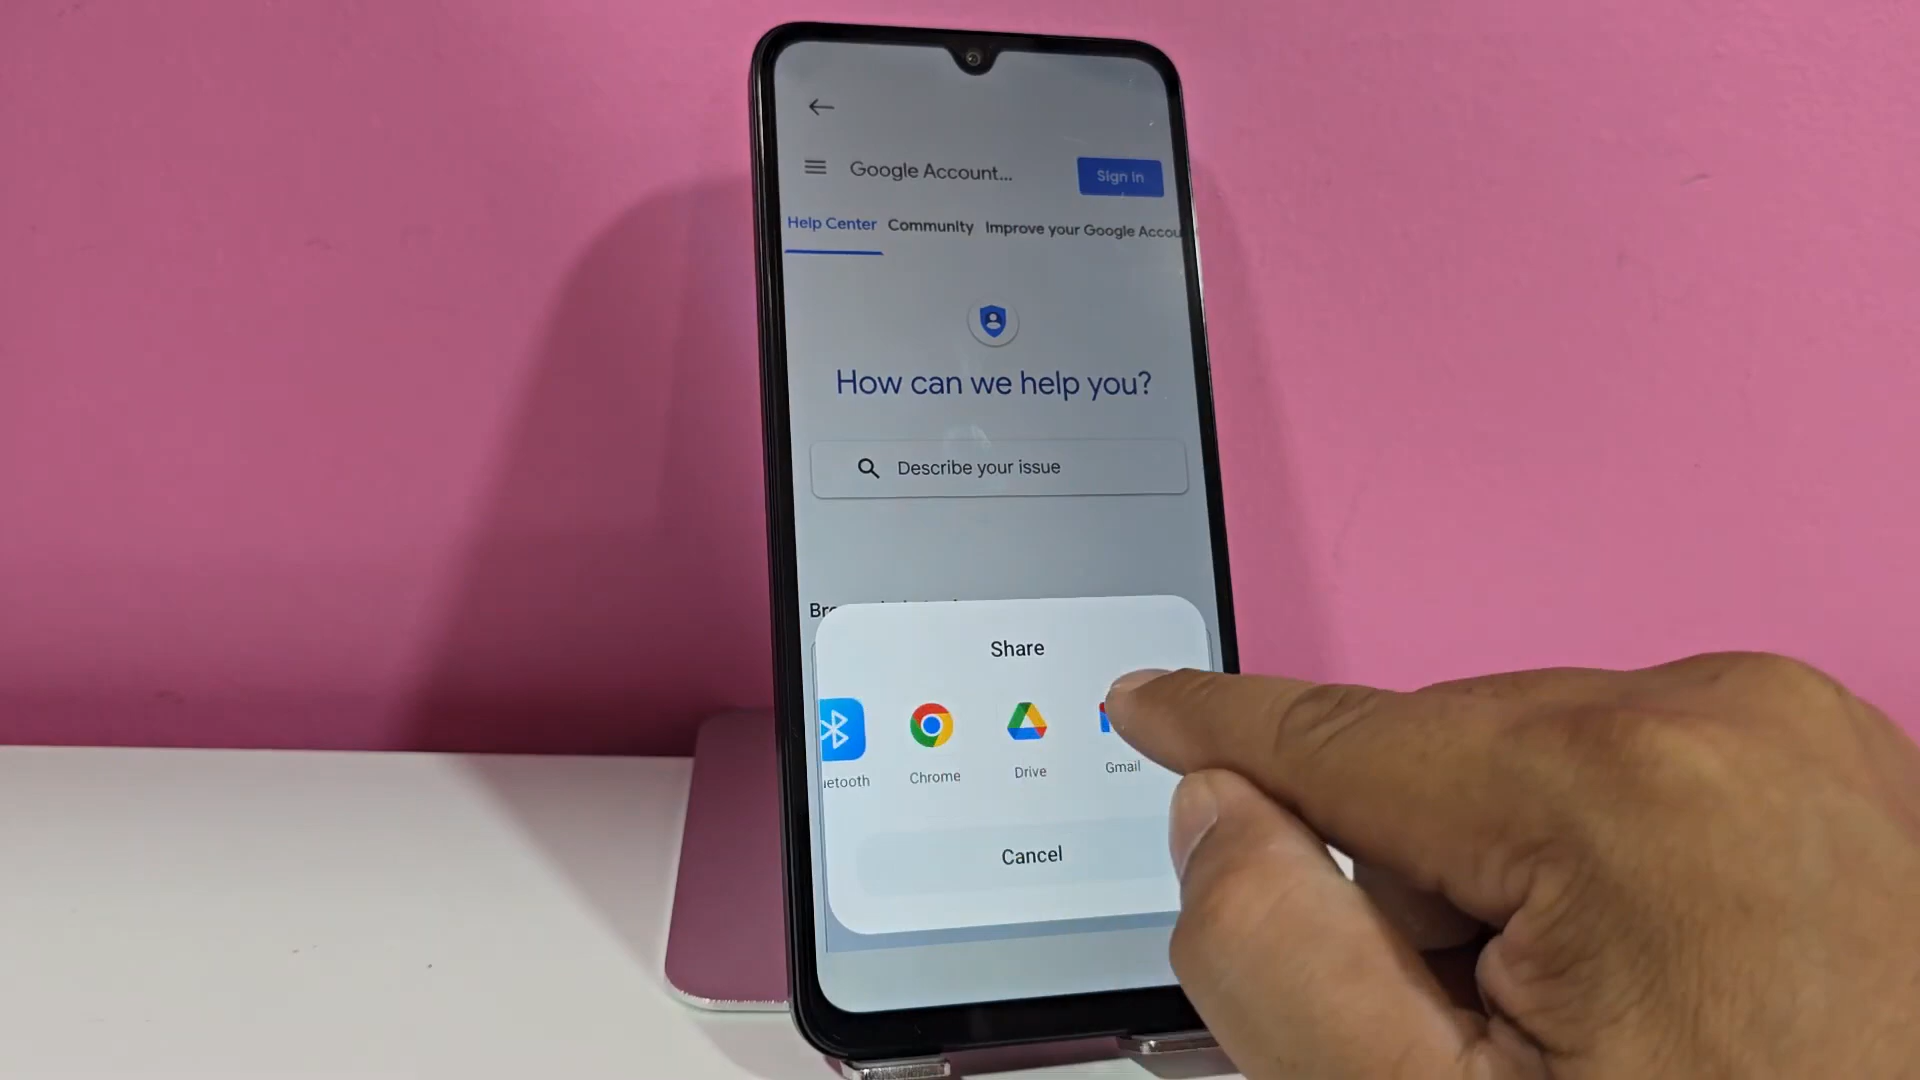 Google Account...
Sign in
Help Center Community Improve your Google Accou
How can we help you?
Describe your issue
Share
uetooth Chrome Drive Gmail
Cancel